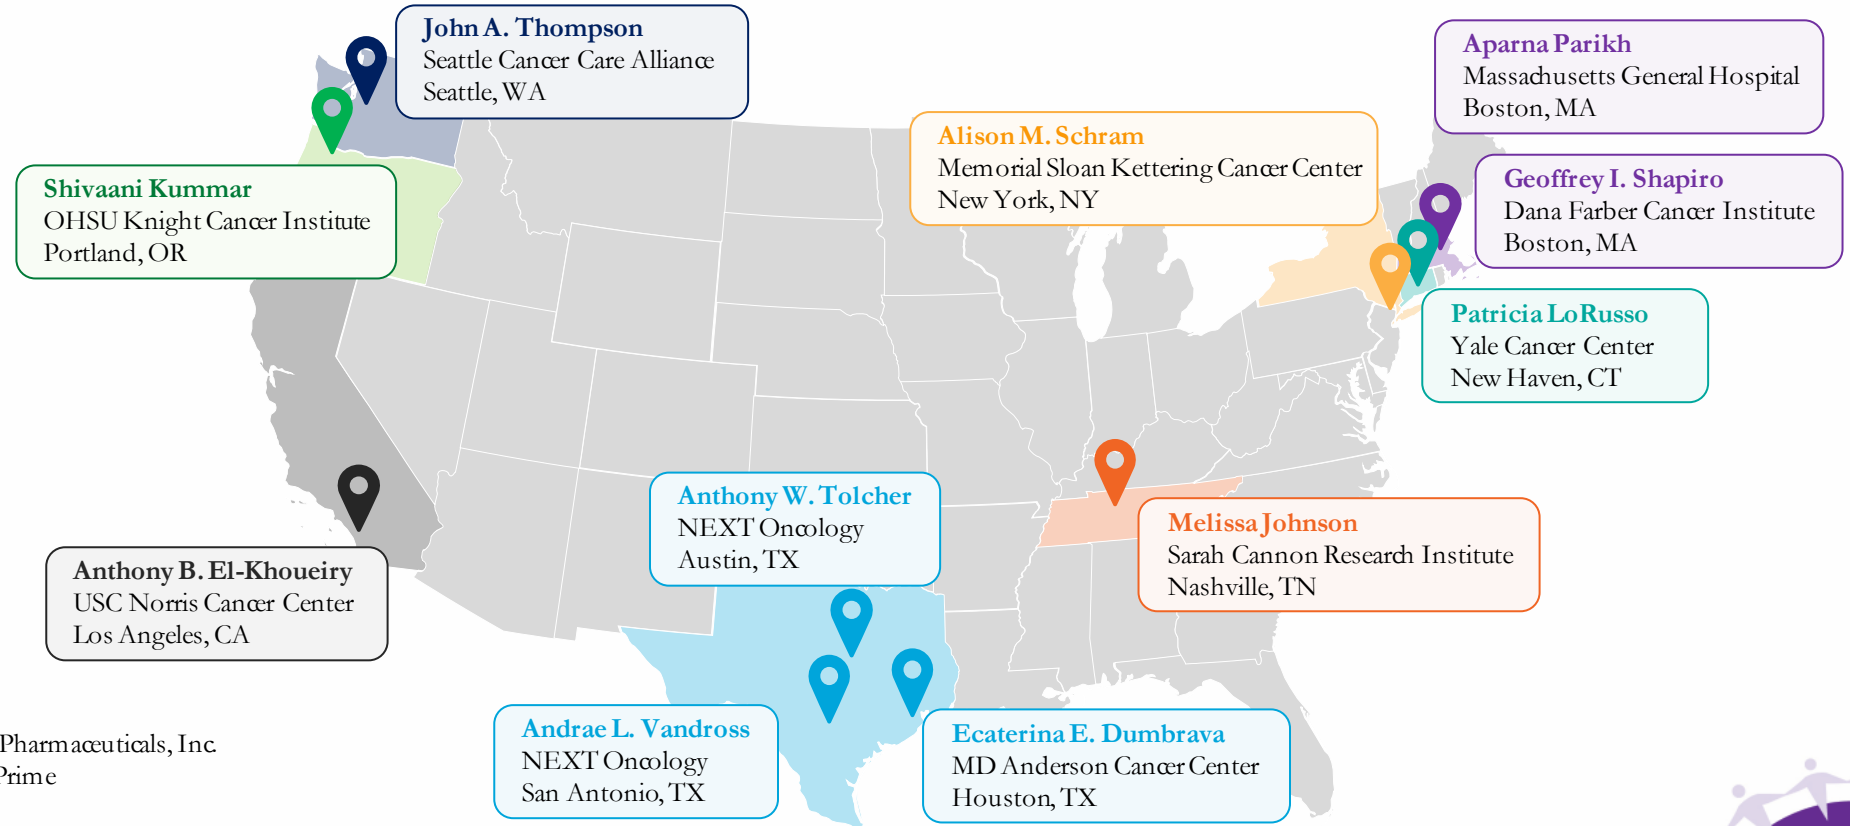 John A. Thompson
Seattle Cancer Care Alliance
Seattle, WA
Aparna Parikh
Massachusetts General Hospital
Boston, MA
Alison M. Schram
Memorial Sloan Kettering Cancer Center
New York, NY
Shivaani Kummar
OHSU Knight Cancer Institute
Portland, OR
Geoffrey I. Shapiro
Dana Farber Cancer Institute
Boston, MA
Patricia LoRusso
Yale Cancer Center
New Haven, CT
Anthony W. Tolcher
NEXT Oncology
Austin, TX
Melissa Johnson
Sarah Cannon Research Institute
Nashville, TN
Anthony B. El-Khoueiry
USC Norris Cancer Center
Los Angeles, CA
Andrae L. Vandross
NEXT Oncology
San Antonio, TX
Ecaterina E. Dumbrava
MD Anderson Cancer Center
Houston, TX
Pharmaceuticals, Inc.
Prime